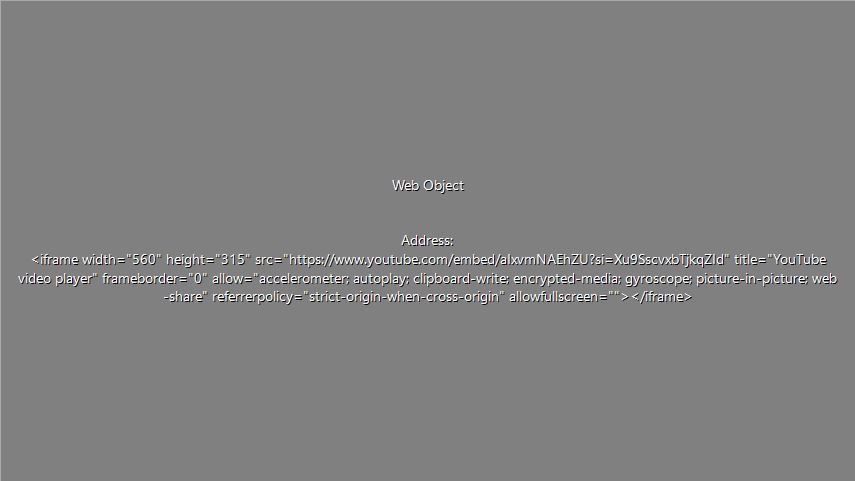 Web Object
Address:
<iframe width="560" height="315" src="https://www.youtube.com/embed/alxvmNAEhZU?si=Xu9SscvxbTjkqZId" title="YouTube
video player" frameborder="0" allow="accelerometer; autoplay; clipboard-write; encrypted-media; gyroscope; picture-in-picture; web
-share" referrerpolicy="strict-origin-when-cross-origin" allowfullscreen=""></iframe>